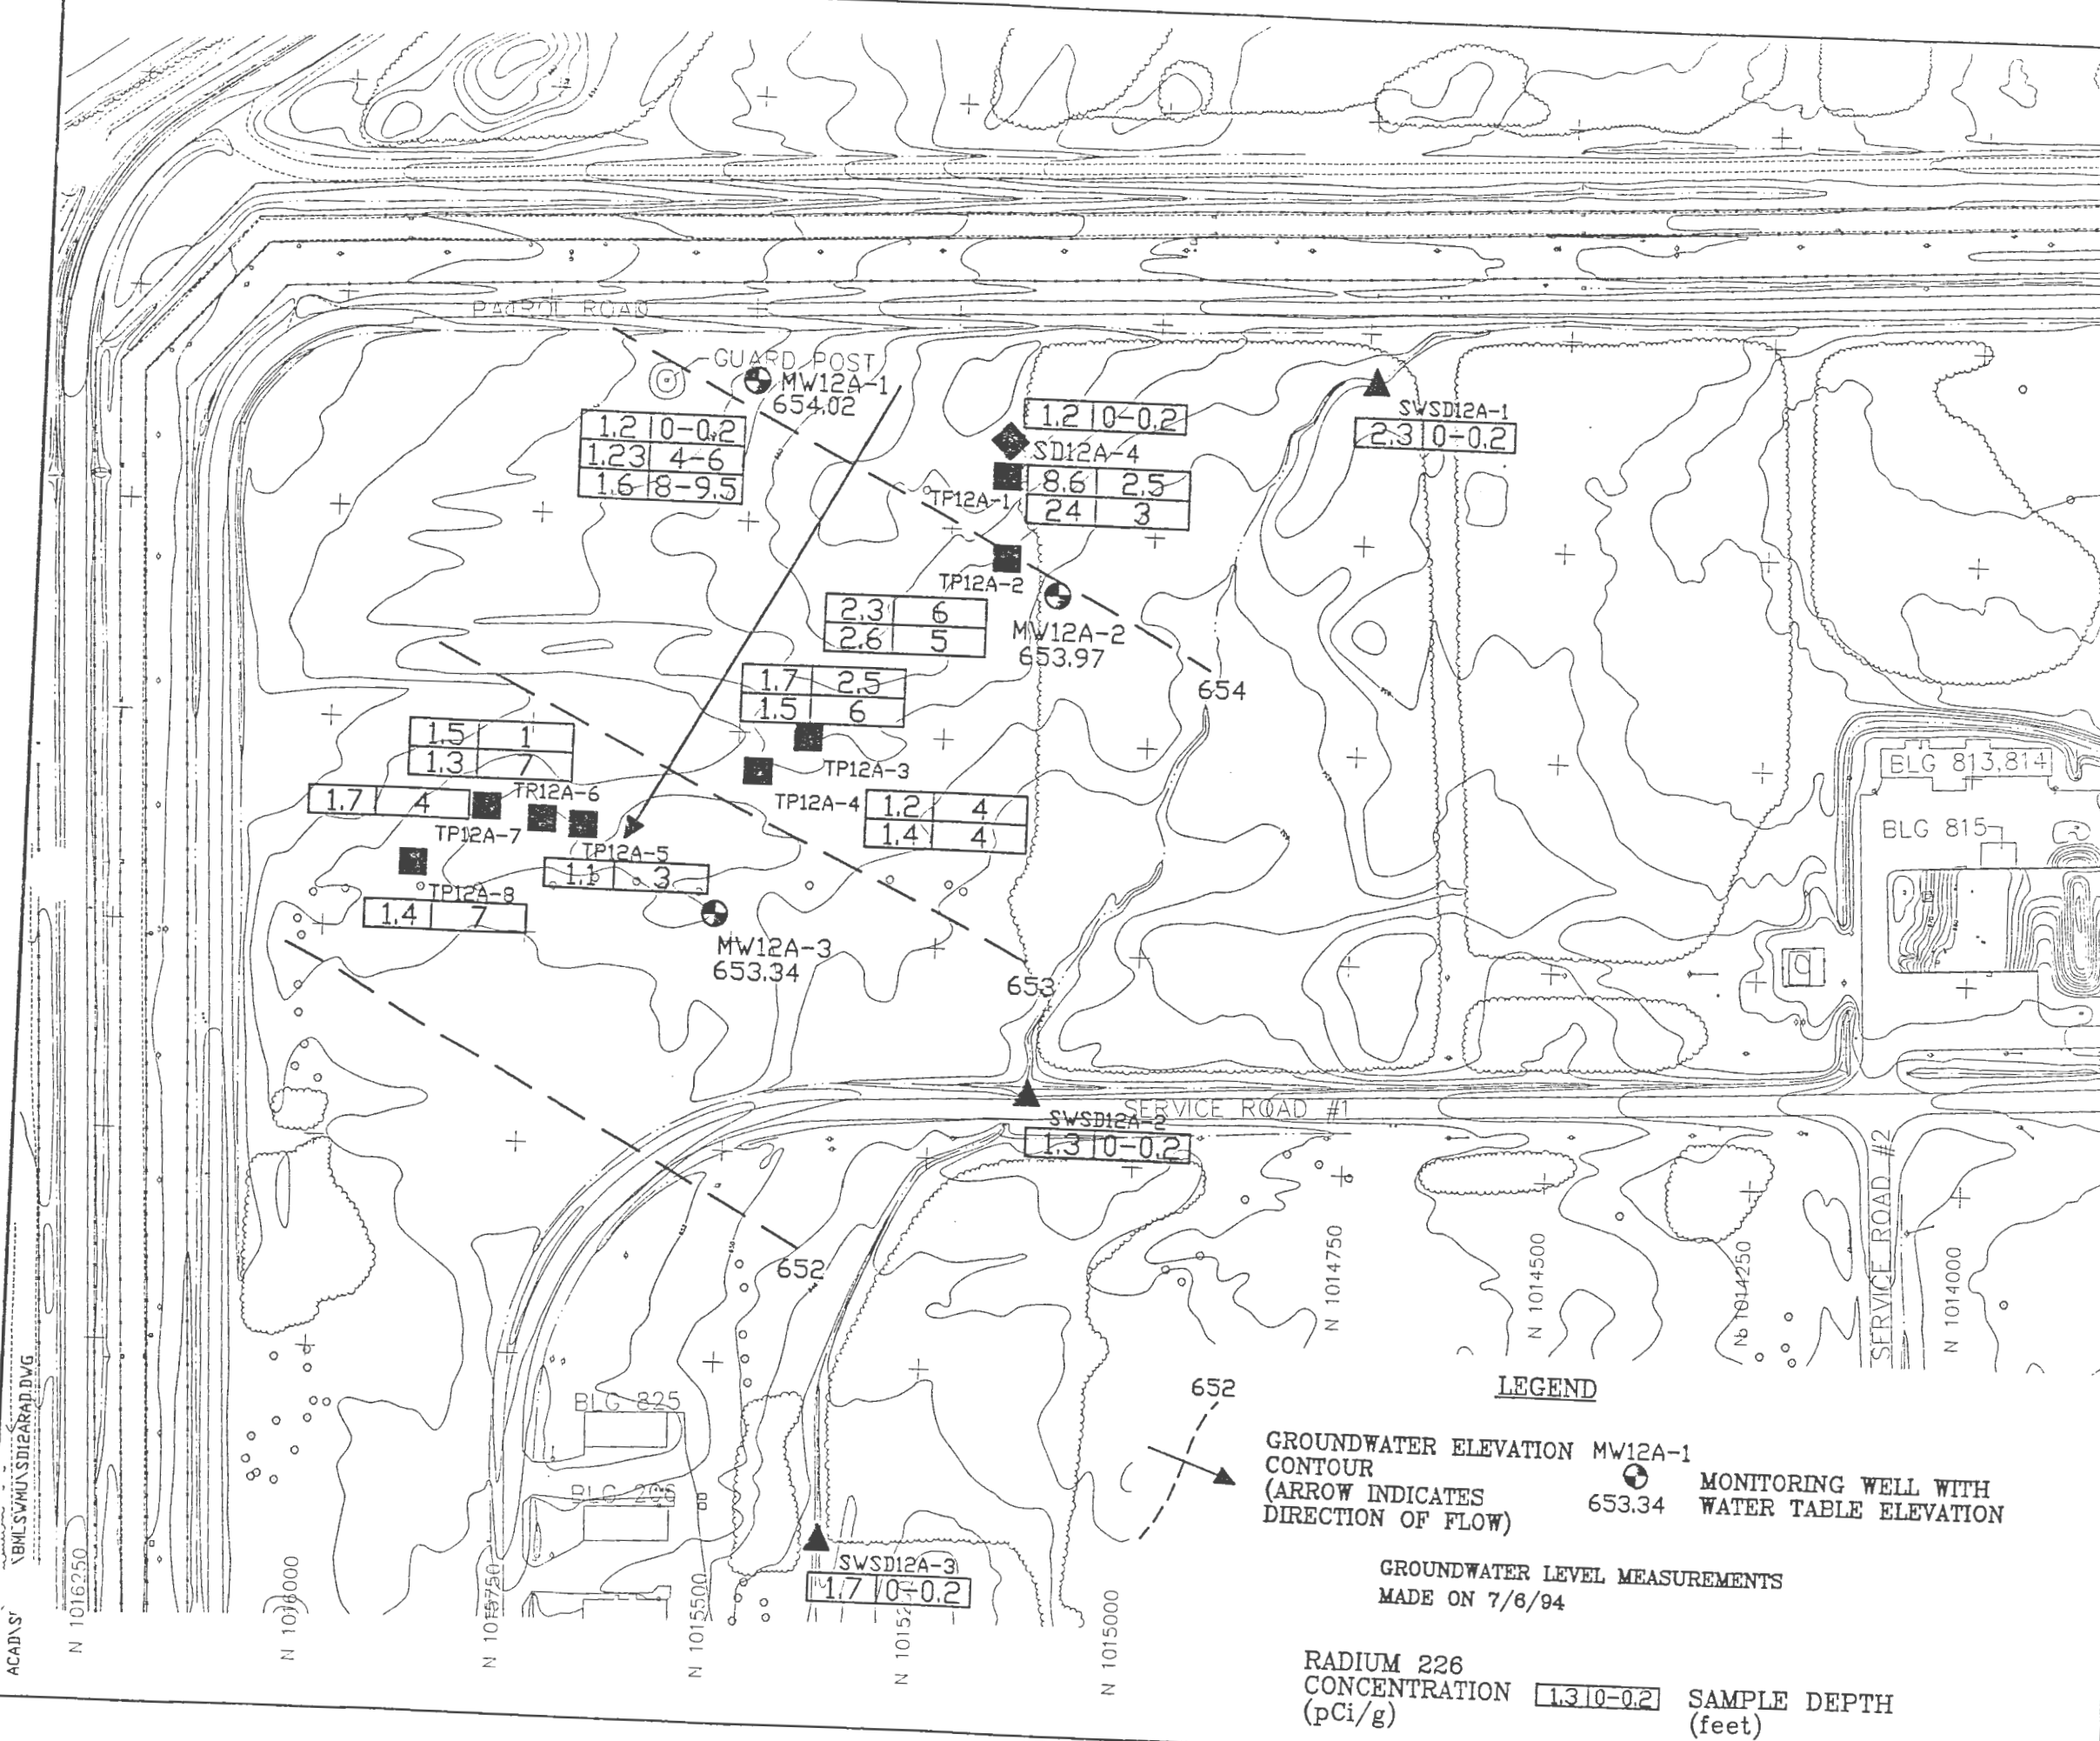 PATROL ROAD
GUARD POST
MW12A-1
654.02
1.2 0-0.2
1.23 4-6
1.6 8-9.5
1.2 0-0.2
SD12A-4
TP12A-1
8.6 2.5
24 3
SWSD12A-1
2.3 0-0.2
TP12A-2
2.3 6
2.6 5
MW12A-2
653.97
654
1.7 2.5
1.5 6
TP12A-3
TP12A-4
1.2 4
1.4 4
1.5 1
1.3 7
TR12A-6
1.7 4
TP12A-7
TP12A-5
1.1 3
TP12A-8
1.4 7
MW12A-3
653.34
653
BLG 813,814
BLG 815
SERVICE ROAD #1
SWSD12A-2
1.3 0-0.2
SERVICE ROAD #2
652
BLG 825
BLG 206
SWSD12A-3
1.7 0-0.2
N 1016250
N 1016000
N 1015750
N 1015500
N 1015000
N 1014750
N 1014500
N 1014250
N 1014000
\BML\SWMU\SD12ARAD.DWG
LEGEND
652
GROUNDWATER ELEVATION
CONTOUR
(ARROW INDICATES
DIRECTION OF FLOW)
MW12A-1
653.34
MONITORING WELL WITH
WATER TABLE ELEVATION
GROUNDWATER LEVEL MEASUREMENTS
MADE ON 7/6/94
RADIUM 226
CONCENTRATION
(pCi/g)
1.3 0-0.2
SAMPLE DEPTH
(feet)